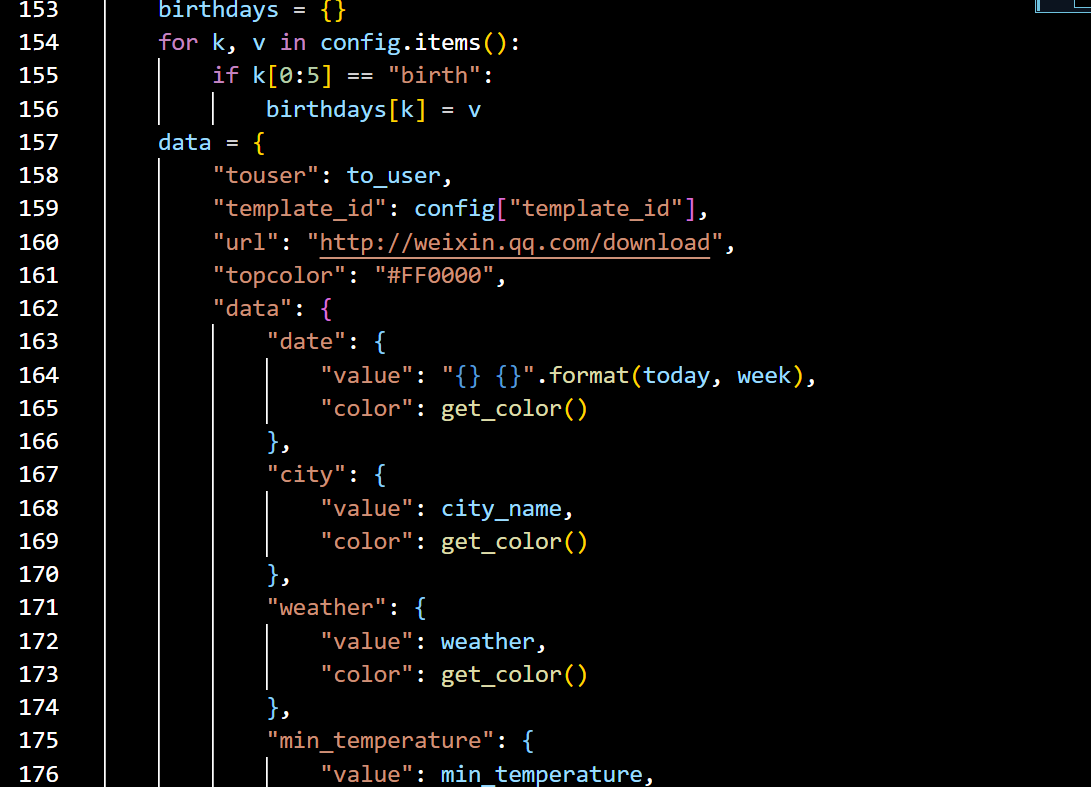 153 birthdays = {}
154 for k, v in config.items():
155 if k[0:5] == "birth":
156 birthdays[k] = v
157 data = {
158 "touser": to_user,
159 "template_id": config["template_id"],
160 "url": "http://weixin.qq.com/download",
161 "topcolor": "#FF0000",
162 "data": {
163 "date": {
164 "value": "{} {}".format(today, week),
165 "color": get_color()
166 },
167 "city": {
168 "value": city_name,
169 "color": get_color()
170 },
171 "weather": {
172 "value": weather,
173 "color": get_color()
174 },
175 "min_temperature": {
176 "value": min_temperature,